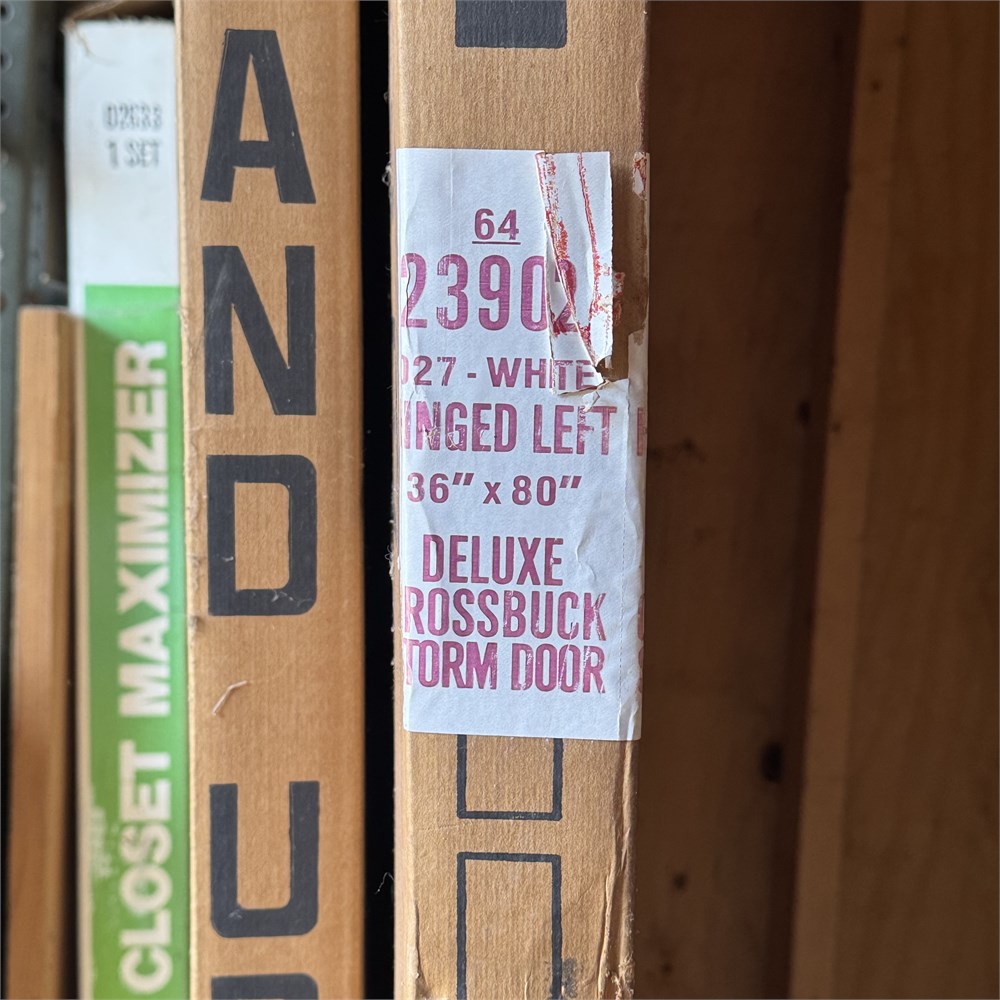 02633
1 SET
CLOSET MAXIMIZER
AND U
64
23902
027 - WHITE
INGED LEFT
36" x 80"
DELUXE
ROSSBUCK
TORM DOOR